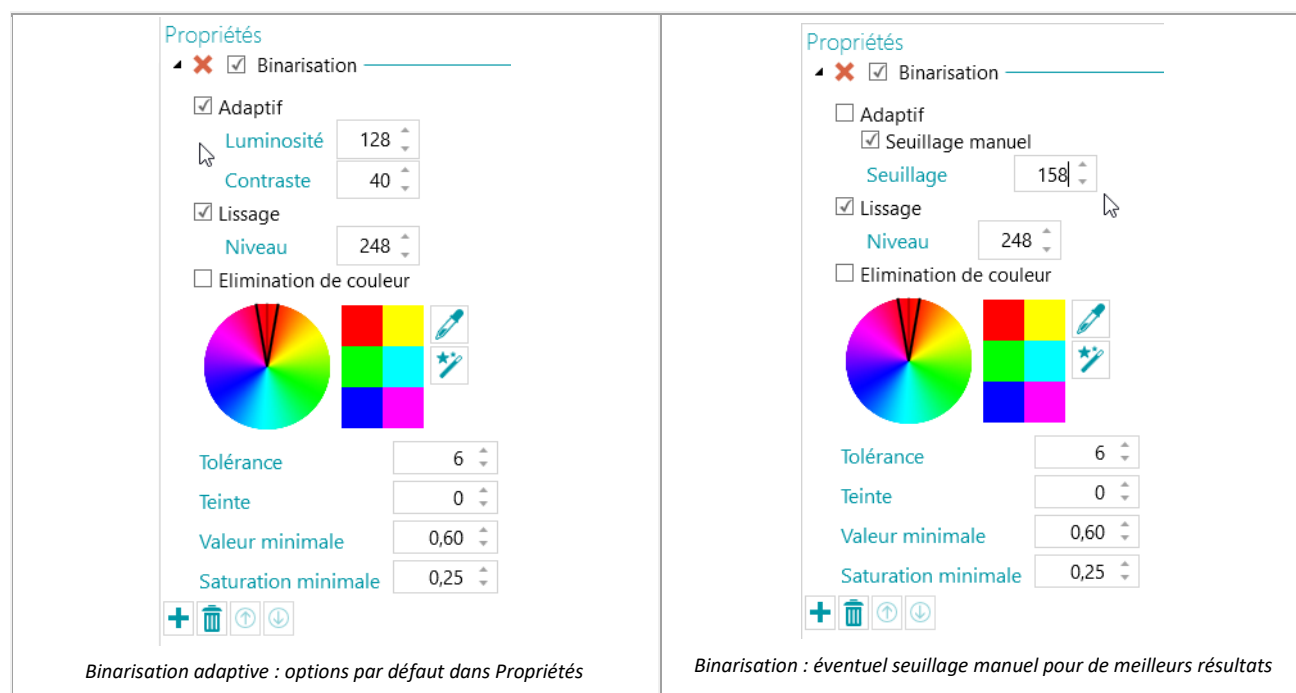 Propriétés
Binarisation
Adaptif
Luminosité 128
Contraste 40
Lissage
Niveau 248
Elimination de couleur
Tolérance 6
Teinte 0
Valeur minimale 0,60
Saturation minimale 0,25
Binarisation adaptive : options par défaut dans Propriétés
Propriétés
Binarisation
Adaptif
Seuillage manuel
Seuillage 158
Lissage
Niveau 248
Elimination de couleur
Tolérance 6
Teinte 0
Valeur minimale 0,60
Saturation minimale 0,25
Binarisation : éventuel seuillage manuel pour de meilleurs résultats